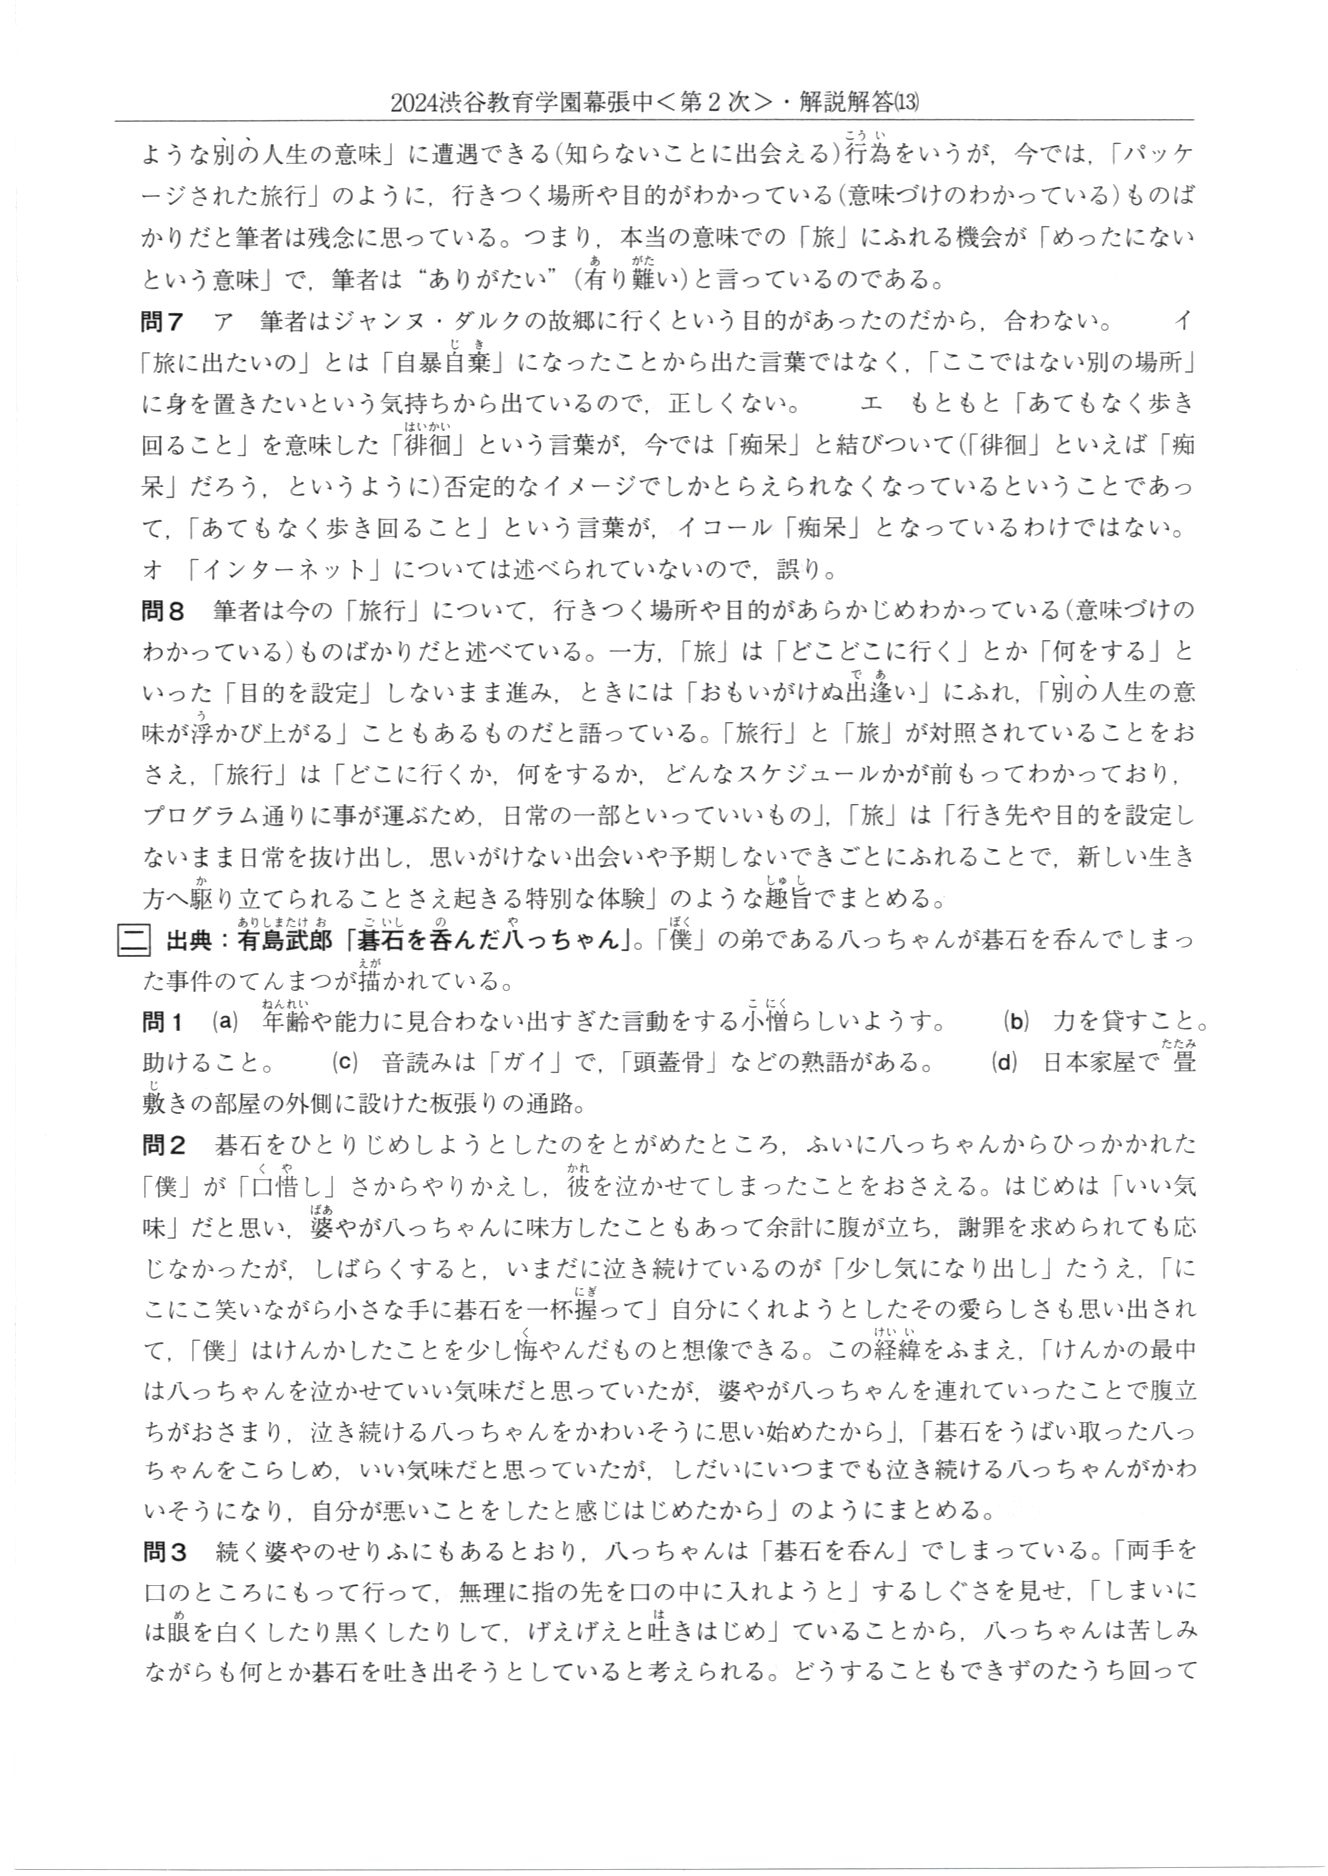 2024渋谷教育学園幕張中＜第2次＞・解説解答⒀
ような別の人生の意味」に遭遇できる(知らないことに出会える)行為をいうが，今では，「パッケ
ージされた旅行」のように，行きつく場所や目的がわかっている(意味づけのわかっている)ものば
かりだと筆者は残念に思っている。つまり，本当の意味での「旅」にふれる機会が「めったにない
という意味」で，筆者は“ありがたい”(有り難い)と言っているのである。
問7　ア　筆者はジャンヌ・ダルクの故郷に行くという目的があったのだから，合わない。　　イ
「旅に出たいの」とは「自暴自棄」になったことから出た言葉ではなく，「ここではない別の場所」
に身を置きたいという気持ちから出ているので，正しくない。　　エ　もともと「あてもなく歩き
回ること」を意味した「徘徊」という言葉が，今では「痴呆」と結びついて(「徘徊」といえば「痴
呆」だろう，というように)否定的なイメージでしかとらえられなくなっているということであっ
て，「あてもなく歩き回ること」という言葉が，イコール「痴呆」となっているわけではない。
オ　「インターネット」については述べられていないので，誤り。
問8　筆者は今の「旅行」について，行きつく場所や目的があらかじめわかっている(意味づけの
わかっている)ものばかりだと述べている。一方，「旅」は「どこどこに行く」とか「何をする」と
いった「目的を設定」しないまま進み，ときには「おもいがけぬ出逢い」にふれ，「別の人生の意
味が浮かび上がる」こともあるものだと語っている。「旅行」と「旅」が対照されていることをお
さえ，「旅行」は「どこに行くか，何をするか，どんなスケジュールかが前もってわかっており，
プログラム通りに事が運ぶため，日常の一部といっていいもの」，「旅」は「行き先や目的を設定し
ないまま日常を抜け出し，思いがけない出会いや予期しないできごとにふれることで，新しい生き
方へ駆り立てられることさえ起きる特別な体験」のような趣旨でまとめる。
二　出典：有島武郎「碁石を呑んだ八っちゃん」。「僕」の弟である八っちゃんが碁石を呑んでしまっ
た事件のてんまつが描かれている。
問1　(a)　年齢や能力に見合わない出すぎた言動をする小憎らしいようす。　　(b)　力を貸すこと。
助けること。　　(c)　音読みは「ガイ」で，「頭蓋骨」などの熟語がある。　　(d)　日本家屋で畳
敷きの部屋の外側に設けた板張りの通路。
問2　碁石をひとりじめしようとしたのをとがめたところ，ふいに八っちゃんからひっかかれた
「僕」が「口惜し」さからやりかえし，彼を泣かせてしまったことをおさえる。はじめは「いい気
味」だと思い，婆やが八っちゃんに味方したこともあって余計に腹が立ち，謝罪を求められても応
じなかったが，しばらくすると，いまだに泣き続けているのが「少し気になり出し」たうえ，「に
こにこ笑いながら小さな手に碁石を一杯握って」自分にくれようとしたその愛らしさも思い出され
て，「僕」はけんかしたことを少し悔やんだものと想像できる。この経緯をふまえ，「けんかの最中
は八っちゃんを泣かせていい気味だと思っていたが，婆やが八っちゃんを連れていったことで腹立
ちがおさまり，泣き続ける八っちゃんをかわいそうに思い始めたから」，「碁石をうばい取った八っ
ちゃんをこらしめ，いい気味だと思っていたが，しだいにいつまでも泣き続ける八っちゃんがかわ
いそうになり，自分が悪いことをしたと感じはじめたから」のようにまとめる。
問3　続く婆やのせりふにもあるとおり，八っちゃんは「碁石を呑ん」でしまっている。「両手を
口のところにもって行って，無理に指の先を口の中に入れようと」するしぐさを見せ，「しまいに
は眼を白くしたり黒くしたりして，げえげえと吐きはじめ」ていることから，八っちゃんは苦しみ
ながらも何とか碁石を吐き出そうとしていると考えられる。どうすることもできずのたうち回って